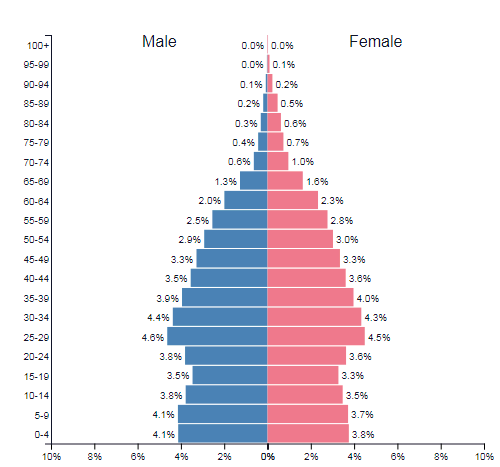 Male Female
100+ 0.0% 0.0%
95-99 0.0% 0.1%
90-94 0.1% 0.2%
85-89 0.2% 0.5%
80-84 0.3% 0.6%
75-79 0.4% 0.7%
70-74 0.6% 1.0%
65-69 1.3% 1.6%
60-64 2.0% 2.3%
55-59 2.5% 2.8%
50-54 2.9% 3.0%
45-49 3.3% 3.3%
40-44 3.5% 3.6%
35-39 3.9% 4.0%
30-34 4.4% 4.3%
25-29 4.6% 4.5%
20-24 3.8% 3.6%
15-19 3.5% 3.3%
10-14 3.8% 3.5%
5-9 4.1% 3.7%
0-4 4.1% 3.8%
10% 8% 6% 4% 2% 0% 2% 4% 6% 8% 10%